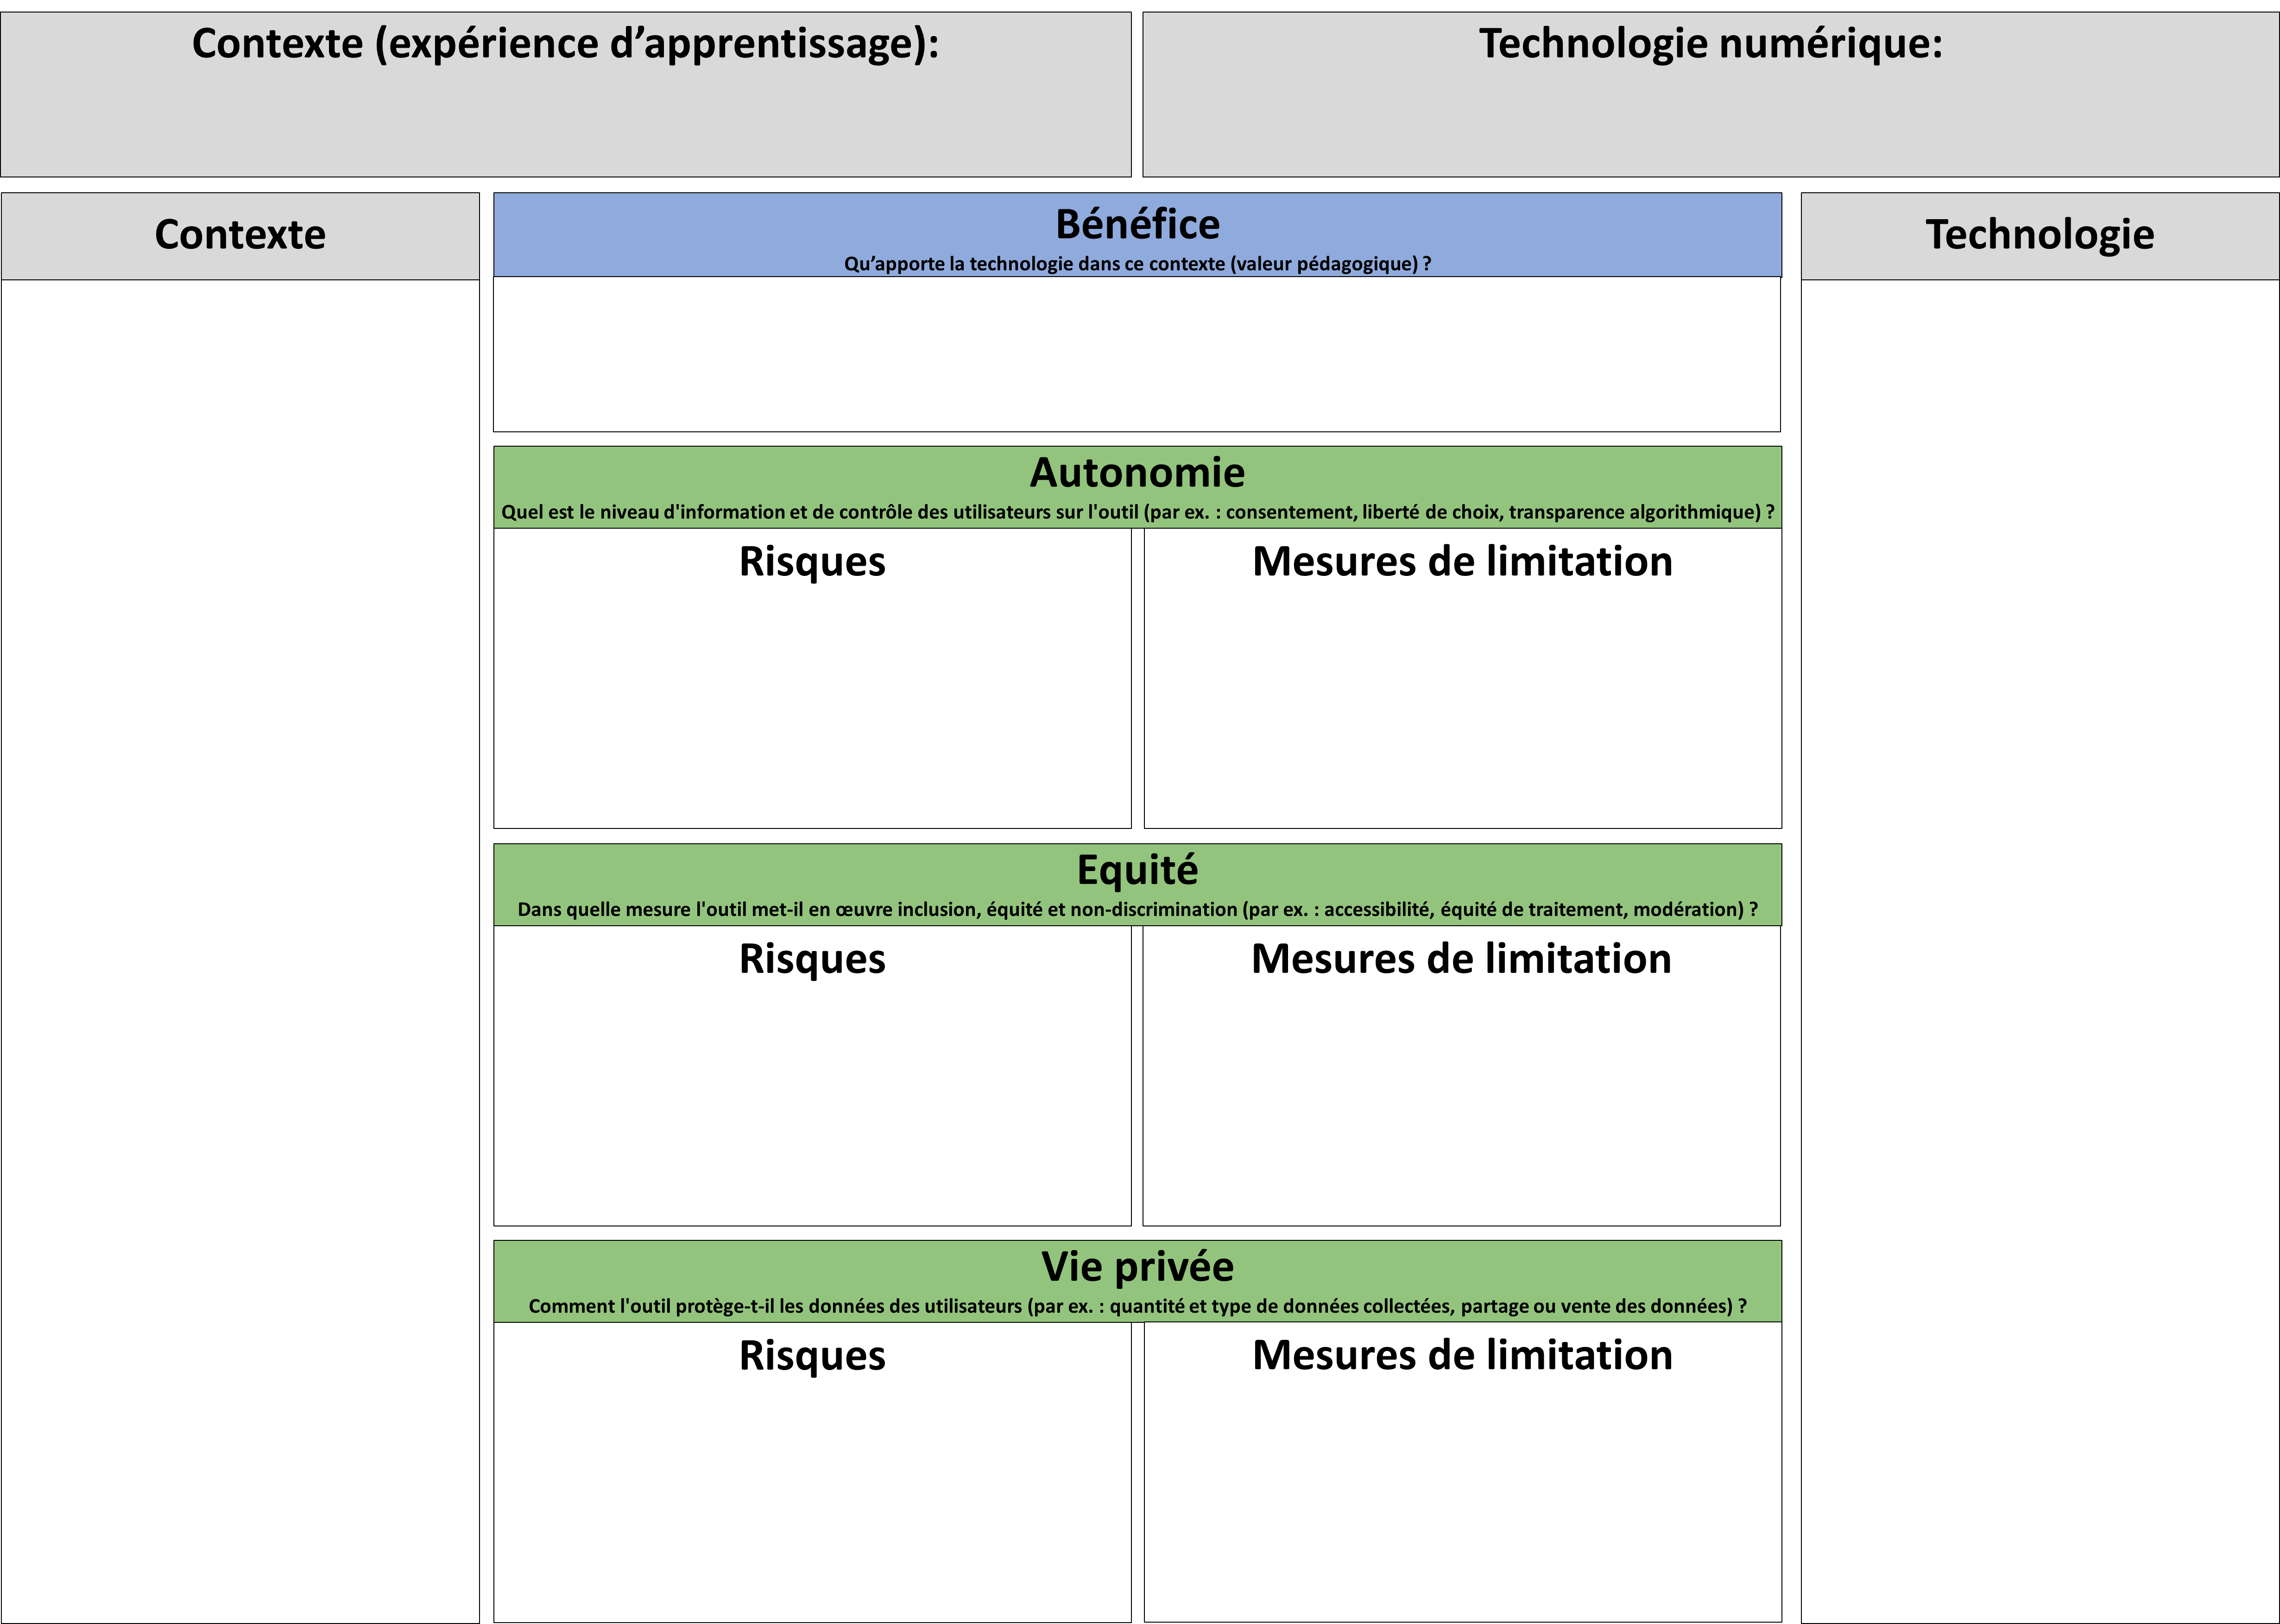 Contexte (expérience d’apprentissage):
Technologie numérique:
Contexte
Bénéfice
Qu’apporte la technologie dans ce contexte (valeur pédagogique) ?
Technologie
Autonomie
Quel est le niveau d'information et de contrôle des utilisateurs sur l'outil (par ex. : consentement, liberté de choix, transparence algorithmique) ?
Risques
Mesures de limitation
Equité
Dans quelle mesure l'outil met-il en œuvre inclusion, équité et non-discrimination (par ex. : accessibilité, équité de traitement, modération) ?
Risques
Mesures de limitation
Vie privée
Comment l'outil protège-t-il les données des utilisateurs (par ex. : quantité et type de données collectées, partage ou vente des données) ?
Risques
Mesures de limitation